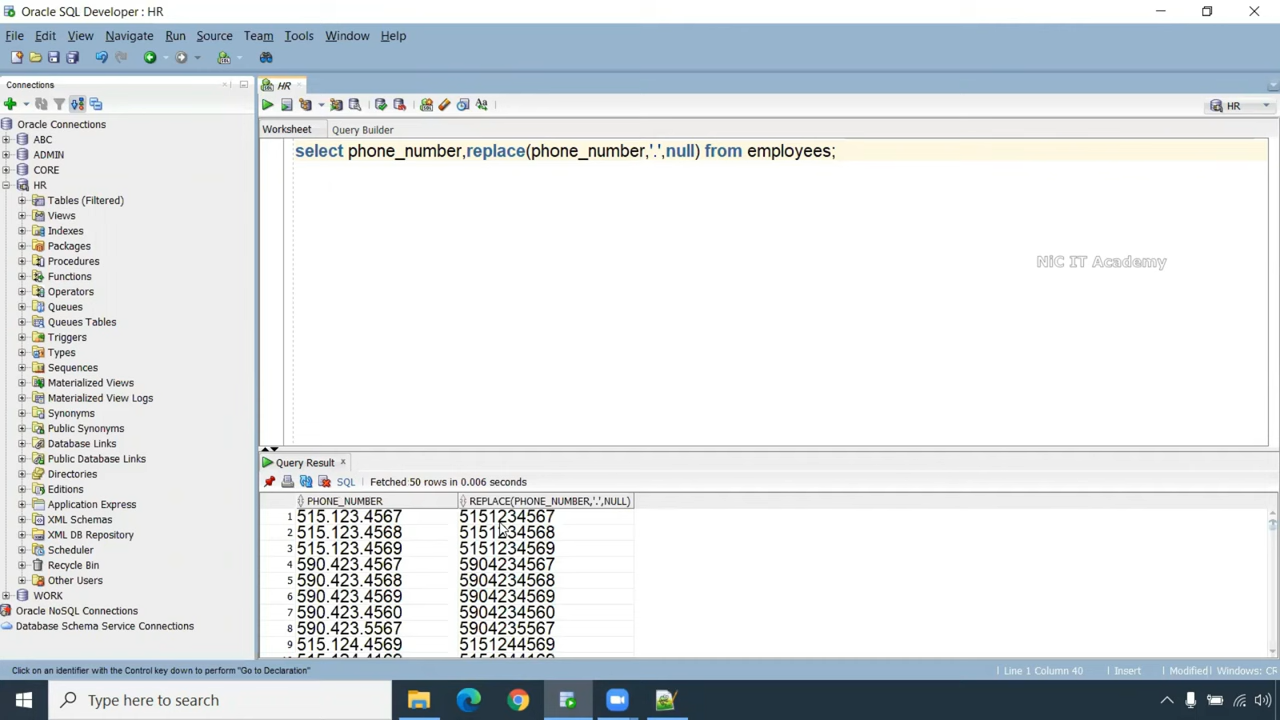 Oracle SQL Developer : HR
File Edit View Navigate Run Source Team Tools Window Help
Connections
HR
HR
Worksheet Query Builder
Oracle Connections
ABC
ADMIN
CORE
HR
Tables (Filtered)
Views
Indexes
Packages
Procedures
Functions
Operators
Queues
Queues Tables
Triggers
Types
Sequences
Materialized Views
Materialized View Logs
Synonyms
Public Synonyms
Database Links
Public Database Links
Directories
Editions
Application Express
XML Schemas
XML DB Repository
Scheduler
Recycle Bin
Other Users
WORK
Oracle NoSQL Connections
Database Schema Service Connections
select phone_number,replace(phone_number,'.',null) from employees;
NiC IT Academy
Query Result
SQL Fetched 50 rows in 0.006 seconds
PHONE_NUMBER REPLACE(PHONE_NUMBER,'.',NULL)
1 515.123.4567 5151234567
2 515.123.4568 5151234568
3 515.123.4569 5151234569
4 590.423.4567 5904234567
5 590.423.4568 5904234568
6 590.423.4569 5904234569
7 590.423.4560 5904234560
8 590.423.5567 5904235567
9 515.124.4569 5151244569
Click on an identifier with the Control key down to perform "Go to Declaration"
Line 1 Column 40 Insert Modified Windows: CR
Type here to search